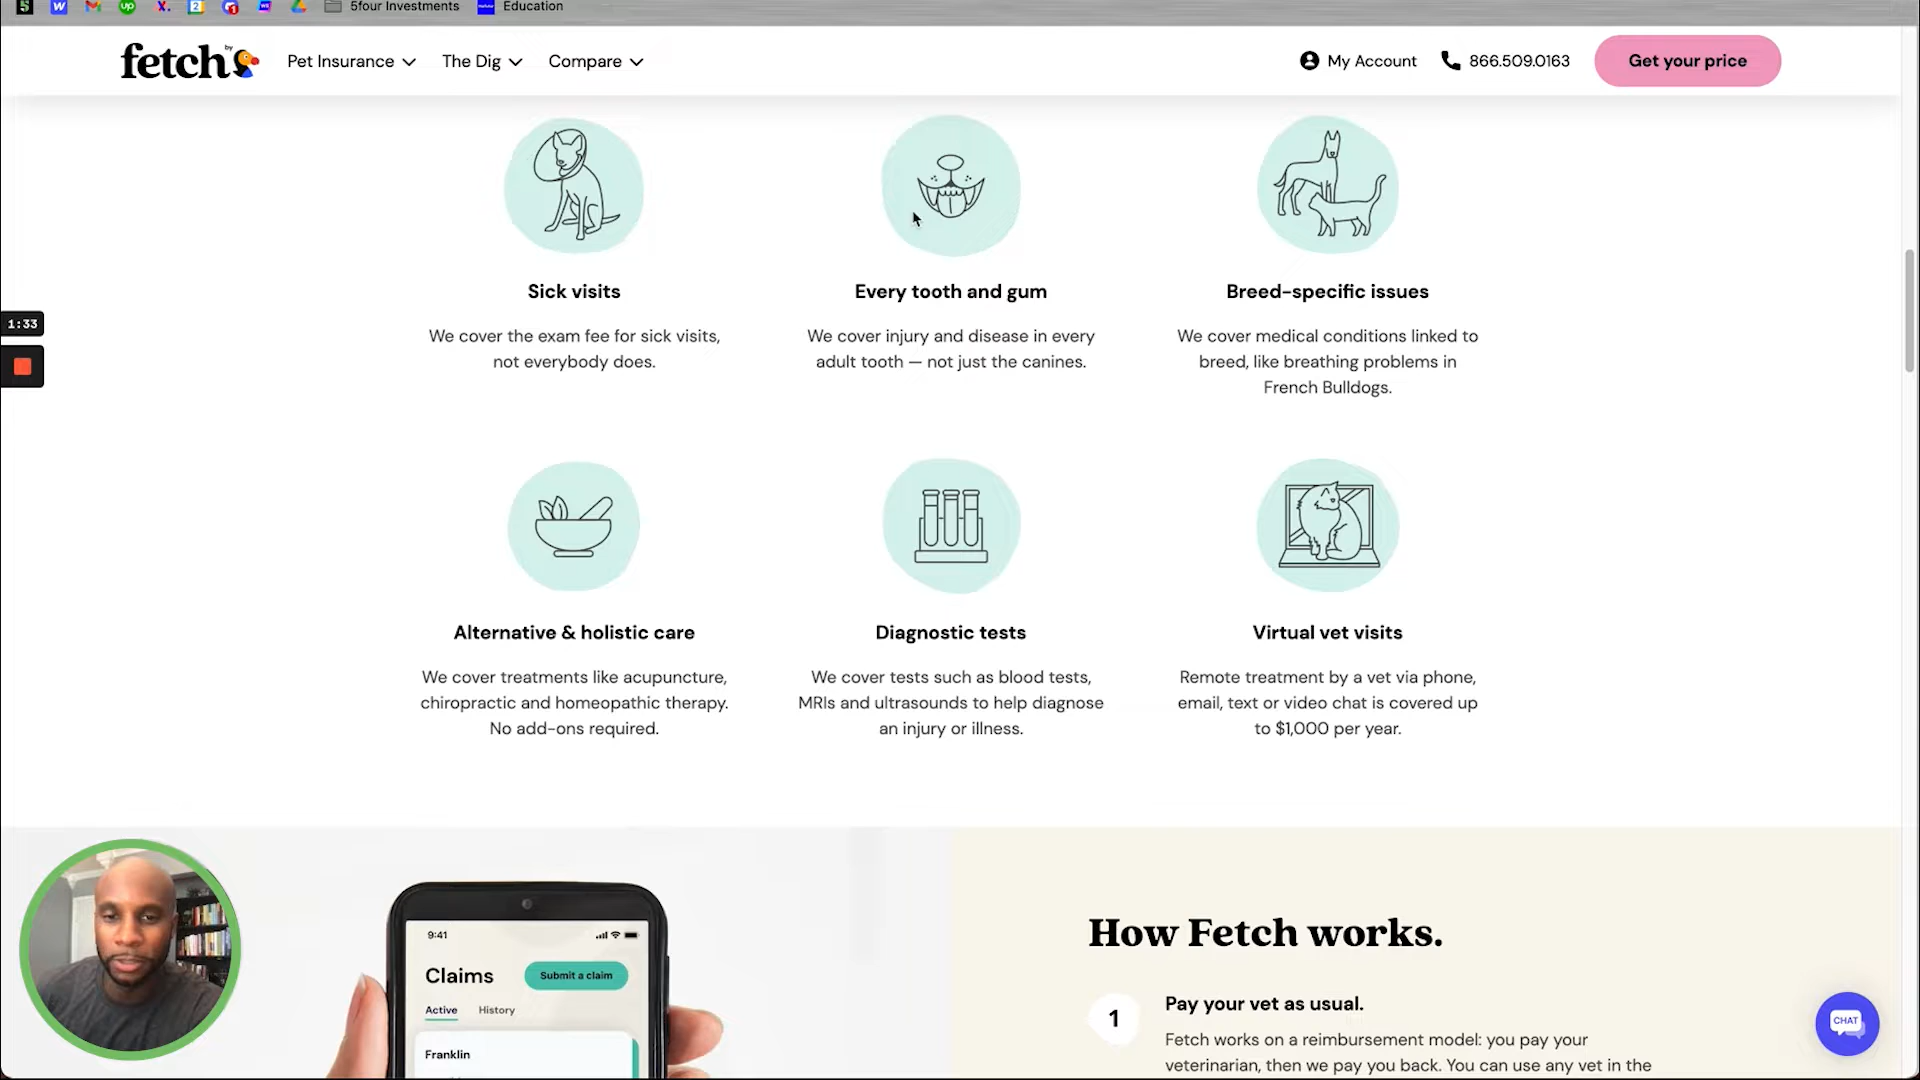 5four Investments
Education
fetch by
Pet Insurance
The Dig
Compare
My Account
866.509.0163
Get your price
1:33
Sick visits
We cover the exam fee for sick visits,
not everybody does.
Every tooth and gum
We cover injury and disease in every
adult tooth — not just the canines.
Breed-specific issues
We cover medical conditions linked to
breed, like breathing problems in
French Bulldogs.
Alternative & holistic care
We cover treatments like acupuncture,
chiropractic and homeopathic therapy.
No add-ons required.
Diagnostic tests
We cover tests such as blood tests,
MRIs and ultrasounds to help diagnose
an injury or illness.
Virtual vet visits
Remote treatment by a vet via phone,
email, text or video chat is covered up
to $1,000 per year.
9:41
Claims
Submit a claim
Active
History
Franklin
How Fetch works.
1
Pay your vet as usual.
Fetch works on a reimbursement model: you pay your
veterinarian, then we pay you back. You can use any vet in the
CHAT